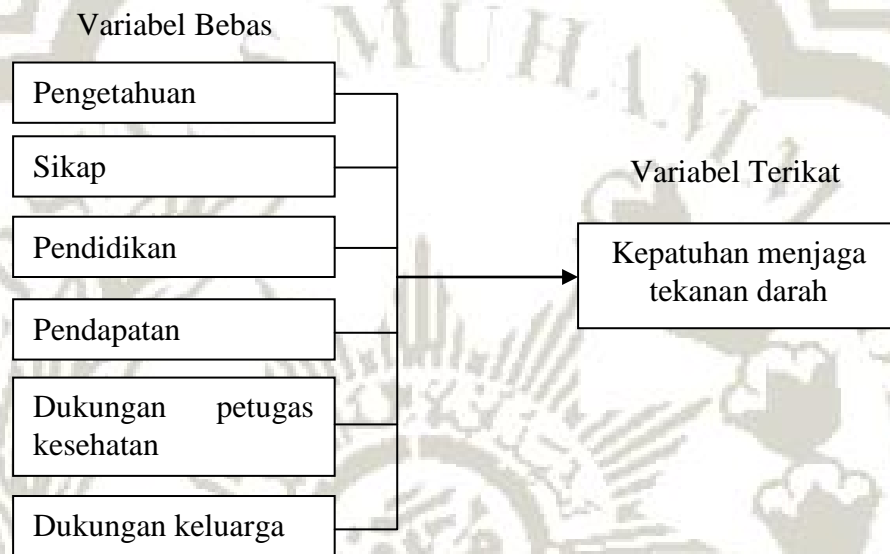 Variabel Bebas
Pengetahuan
Sikap
Pendidikan
Pendapatan
Dukungan petugas
kesehatan
Dukungan keluarga
Variabel Terikat
Kepatuhan menjaga
tekanan darah